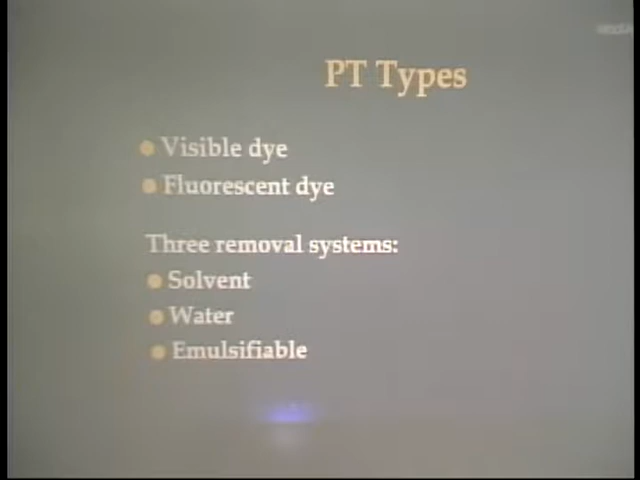 PT Types
Visible dye
Fluorescent dye
Three removal systems:
Solvent
Water
Emulsifiable